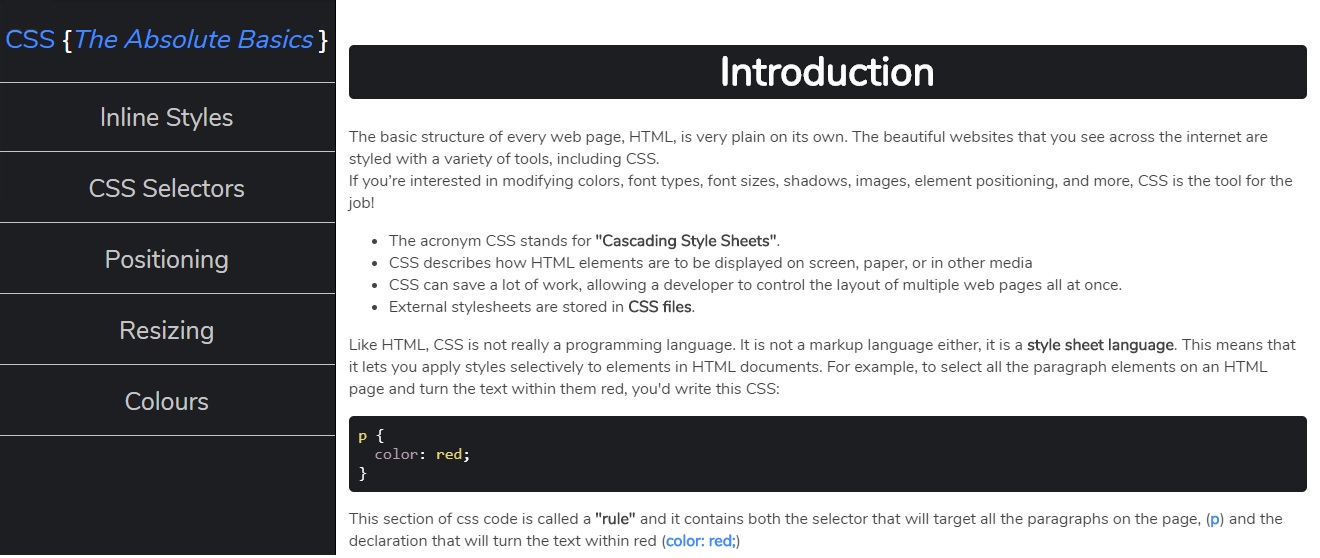 CSS {The Absolute Basics }
Inline Styles
CSS Selectors
Positioning
Resizing
Colours
Introduction
The basic structure of every web page, HTML, is very plain on its own. The beautiful websites that you see across the internet are
styled with a variety of tools, including CSS.
If you're interested in modifying colors, font types, font sizes, shadows, images, element positioning, and more, CSS is the tool for the
job!
• The acronym CSS stands for "Cascading Style Sheets".
• CSS describes how HTML elements are to be displayed on screen, paper, or in other media
• CSS can save a lot of work, allowing a developer to control the layout of multiple web pages all at once.
• External stylesheets are stored in CSS files.
Like HTML, CSS is not really a programming language. It is not a markup language either, it is a style sheet language. This means that
it lets you apply styles selectively to elements in HTML documents. For example, to select all the paragraph elements on an HTML
page and turn the text within them red, you'd write this CSS:
p {
  color: red;
}
This section of css code is called a "rule" and it contains both the selector that will target all the paragraphs on the page, (p) and the
declaration that will turn the text within red (color: red;)